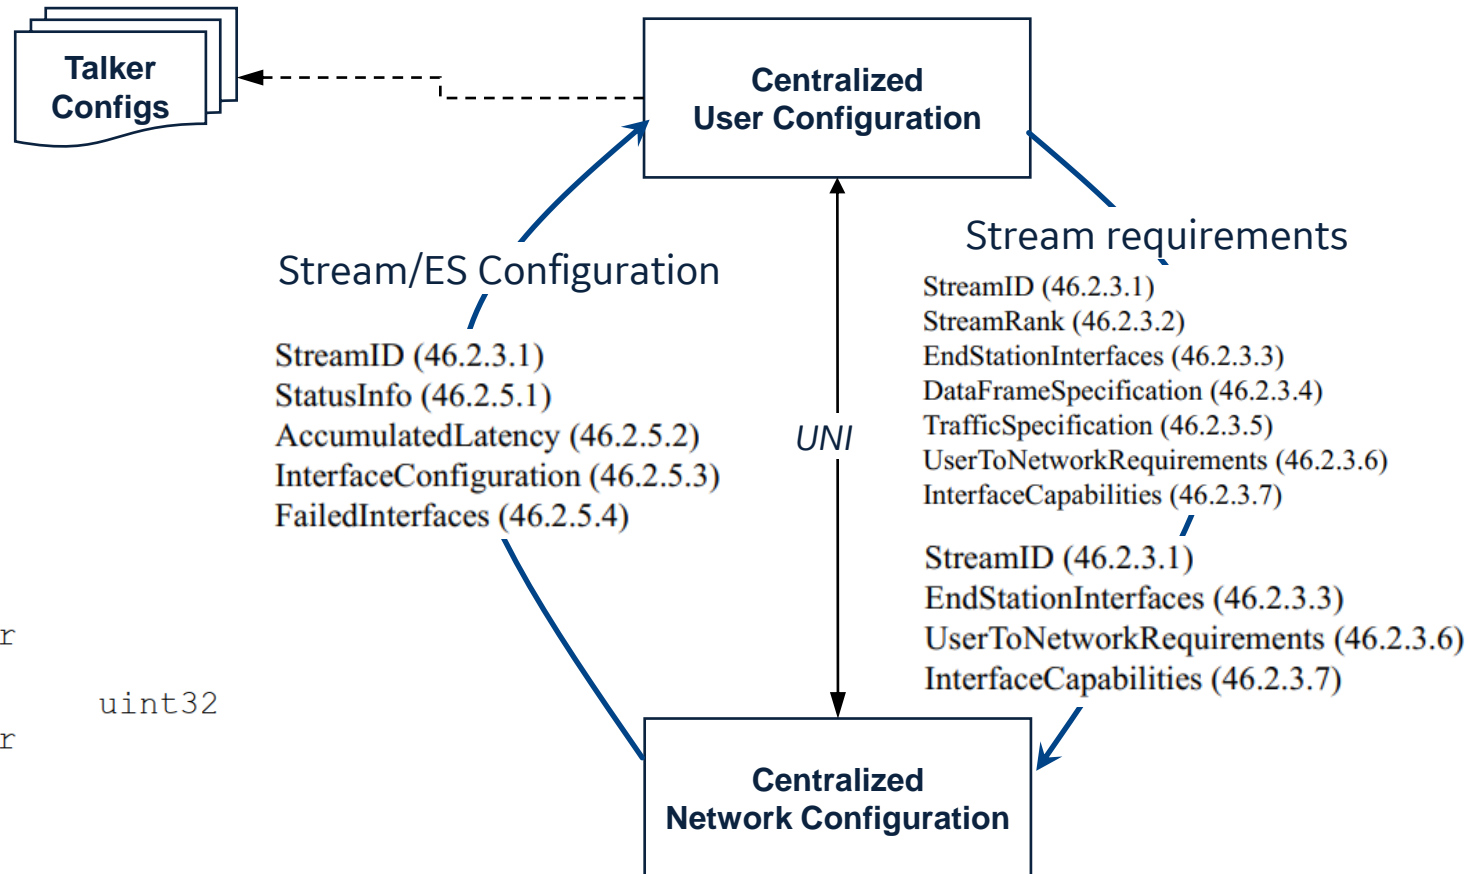 Talker
Configs
Centralized
User Configuration
Stream/ES Configuration
StreamID (46.2.3.1)
StatusInfo (46.2.5.1)
AccumulatedLatency (46.2.5.2)
InterfaceConfiguration (46.2.5.3)
FailedInterfaces (46.2.5.4)
UNI
Stream requirements
StreamID (46.2.3.1)
StreamRank (46.2.3.2)
EndStationInterfaces (46.2.3.3)
DataFrameSpecification (46.2.3.4)
TrafficSpecification (46.2.3.5)
UserToNetworkRequirements (46.2.3.6)
InterfaceCapabilities (46.2.3.7)
StreamID (46.2.3.1)
EndStationInterfaces (46.2.3.3)
UserToNetworkRequirements (46.2.3.6)
InterfaceCapabilities (46.2.3.7)
r
uint32
r
Centralized
Network Configuration